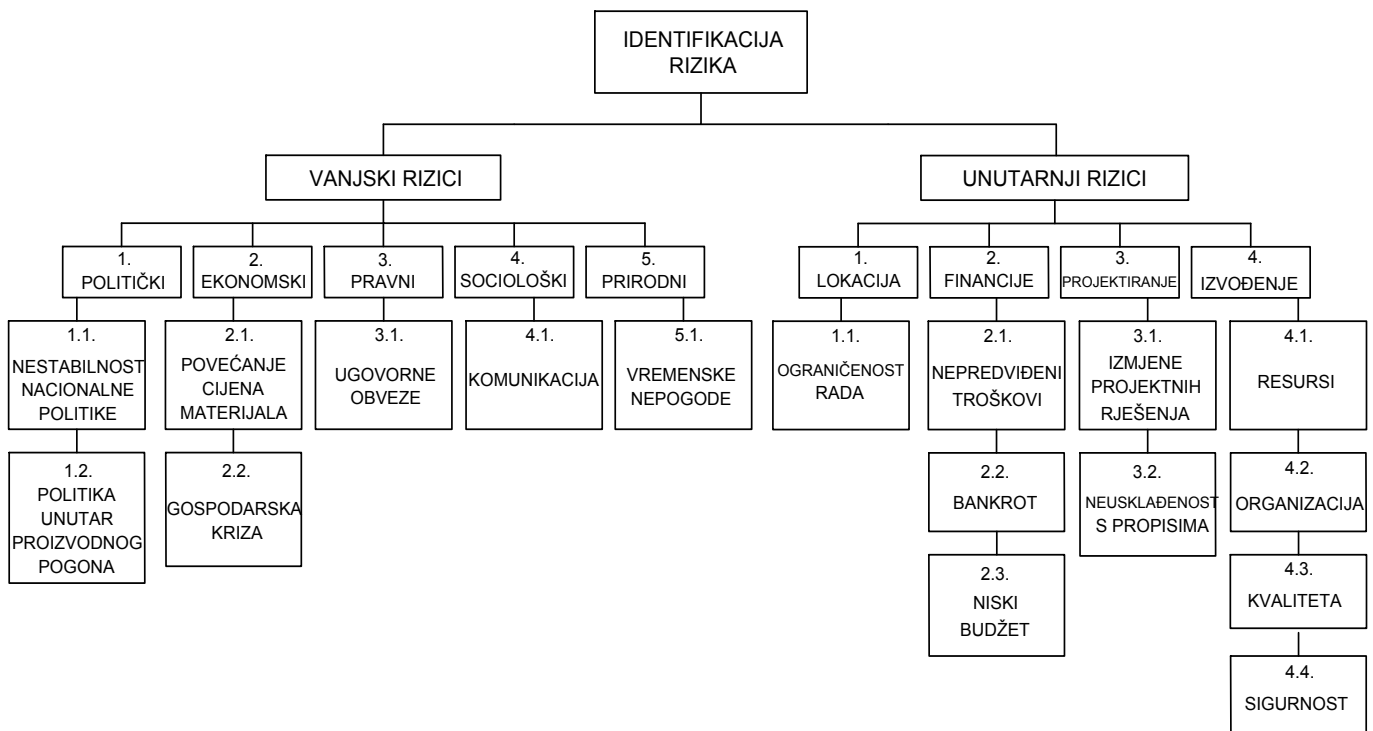 IDENTIFIKACIJA
RIZIKA
VANJSKI RIZICI
UNUTARNJI RIZICI
1.
POLITIČKI
2.
EKONOMSKI
3.
PRAVNI
4.
SOCIOLOŠKI
5.
PRIRODNI
1.
LOKACIJA
2.
FINANCIJE
3.
PROJEKTIRANJE
4.
IZVOĐENJE
1.1.
NESTABILNOST
NACIONALNE
POLITIKE
2.1.
POVEĆANJE
CIJENA
MATERIJALA
3.1.
UGOVORNE
OBVEZE
4.1.
KOMUNIKACIJA
5.1.
VREMENSKE
NEPOGODE
1.1.
OGRANIČENOST
RADA
2.1.
NEPREDVIĐENI
TROŠKOVI
3.1.
IZMJENE
PROJEKTNIH
RJEŠENJA
4.1.
RESURSI
1.2.
POLITIKA
UNUTAR
PROIZVODNOG
POGONA
2.2.
GOSPODARSKA
KRIZA
2.2.
BANKROT
3.2.
NEUSKLAĐENOST
S PROPISIMA
4.2.
ORGANIZACIJA
2.3.
NISKI
BUDŽET
4.3.
KVALITETA
4.4.
SIGURNOST